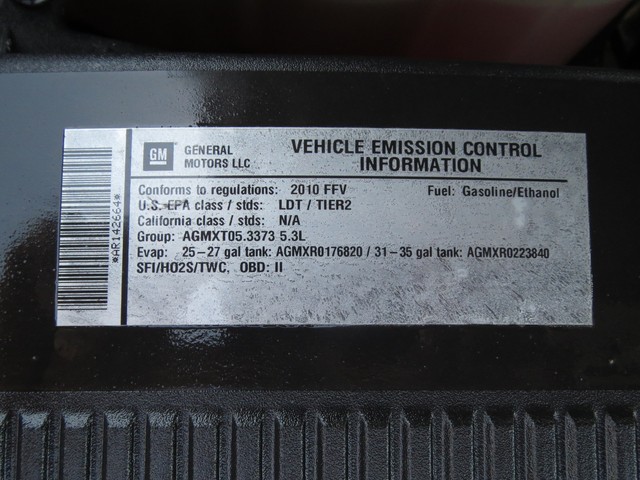 GM GENERAL MOTORS LLC
VEHICLE EMISSION CONTROL
INFORMATION
Conforms to regulations: 2010 FFV Fuel: Gasoline/Ethanol
U.S. EPA class / stds: LDT / TIER2
California class / stds: N/A
Group: AGMXT05.3373 5.3L
Evap: 25-27 gal tank: AGMXR0176820 / 31-35 gal tank: AGMXR0223840
SFI/HO2S/TWC, OBD: II
*AR142664*